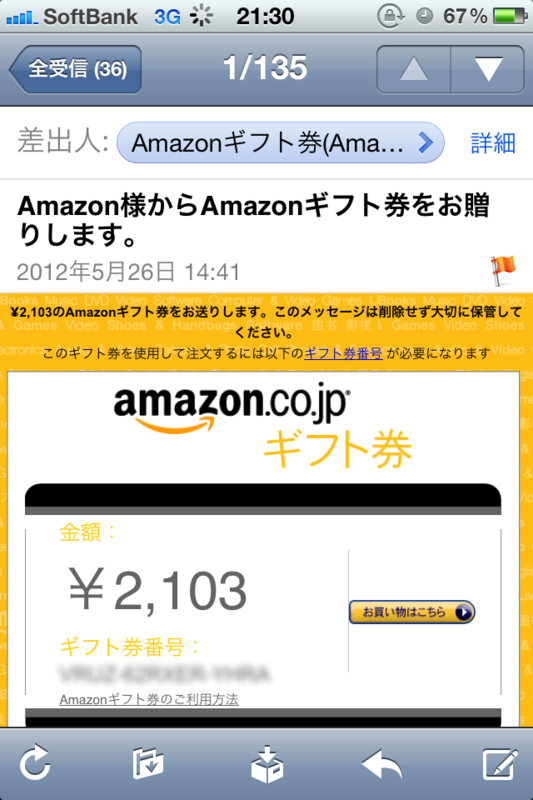 SoftBank 3G 21:30 67%
全受信 (36) 1/135
差出人: Amazonギフト券(Ama... 詳細
Amazon様からAmazonギフト券をお贈
りします。
2012年5月26日 14:41
¥2,103のAmazonギフト券をお送りします。このメッセージは削除せず大切に保管して
ください。
このギフト券を使用して注文するには以下のギフト券番号 が必要になります
amazon.co.jp
ギフト券
金額：
￥2,103
お買い物はこちら
ギフト券番号：
Amazonギフト券のご利用方法